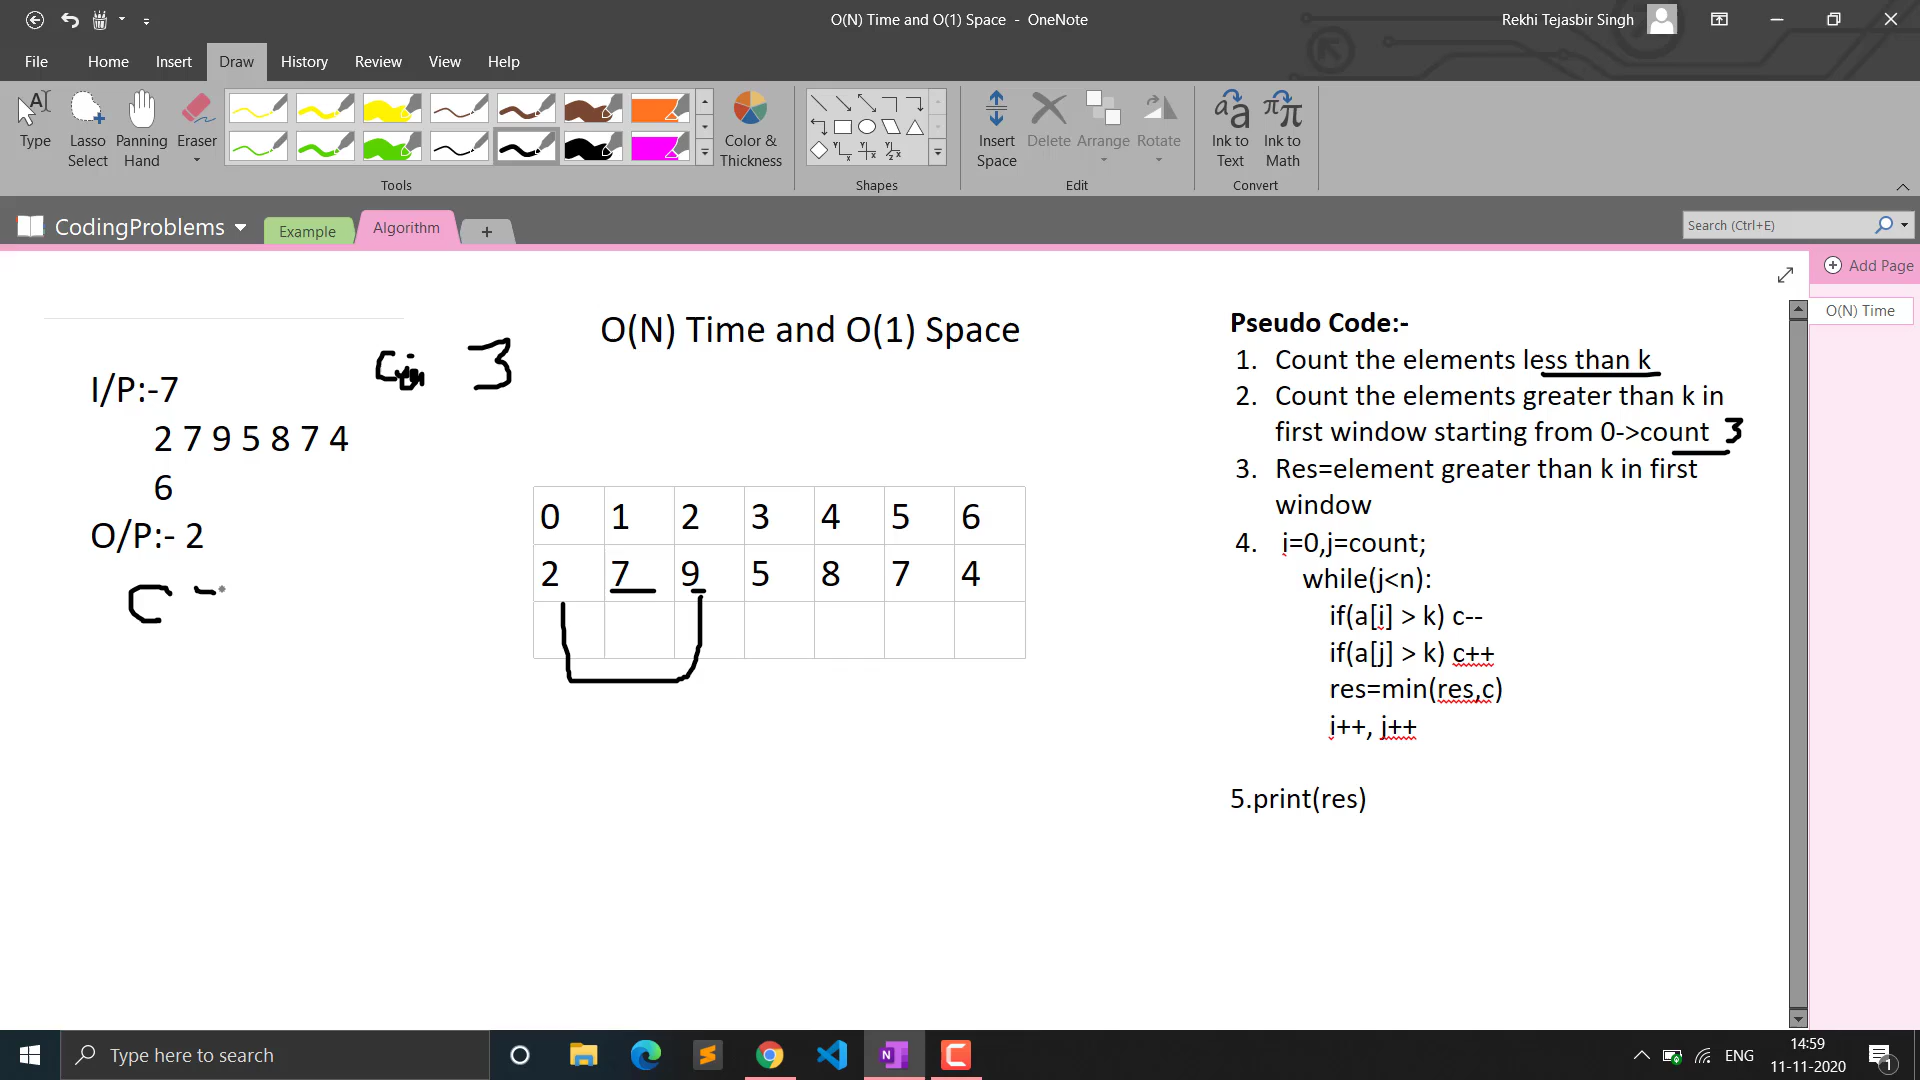 O(N) Time and O(1) Space - OneNote
Rekhi Tejasbir Singh
File Home Insert Draw History Review View Help
Type
Lasso Select
Panning Hand
Eraser
Color & Thickness
Insert Space
Delete
Arrange
Rotate
Ink to Text
Ink to Math
Tools
Shapes
Edit
Convert
CodingProblems
Example
Algorithm
Search (Ctrl+E)
Add Page
O(N) Time
O(N) Time and O(1) Space
3
I/P:-7
2 7 9 5 8 7 4
6
O/P:- 2
C
0 1 2 3 4 5 6
2 7 9 5 8 7 4
Pseudo Code:-
1. Count the elements less than k
2. Count the elements greater than k in
first window starting from 0->count 3
3. Res=element greater than k in first
window
4. i=0,j=count;
while(j<n):
if(a[i] > k) c--
if(a[j] > k) c++
res=min(res,c)
i++, j++
5.print(res)
Type here to search
ENG
14:59
11-11-2020
1